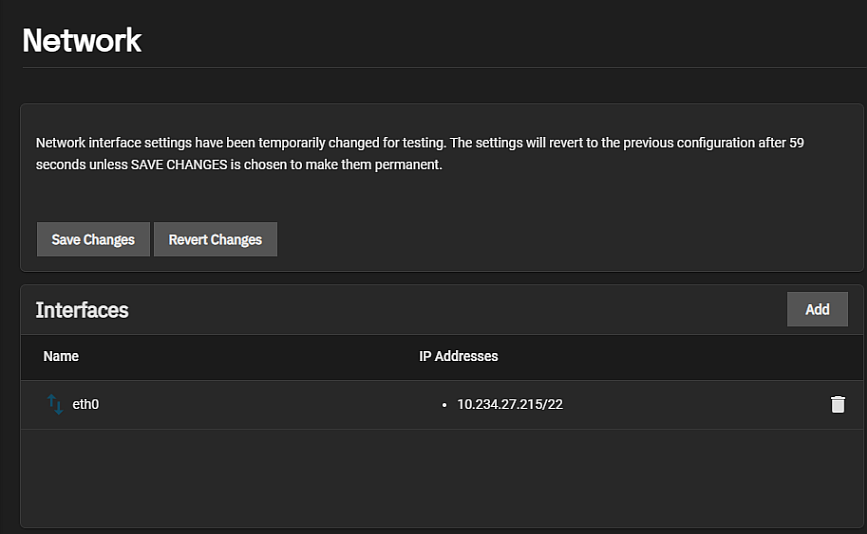 Network
Network interface settings have been temporarily changed for testing. The settings will revert to the previous configuration after 59
seconds unless SAVE CHANGES is chosen to make them permanent.
Save Changes Revert Changes
Interfaces Add
Name IP Addresses
eth0 • 10.234.27.215/22